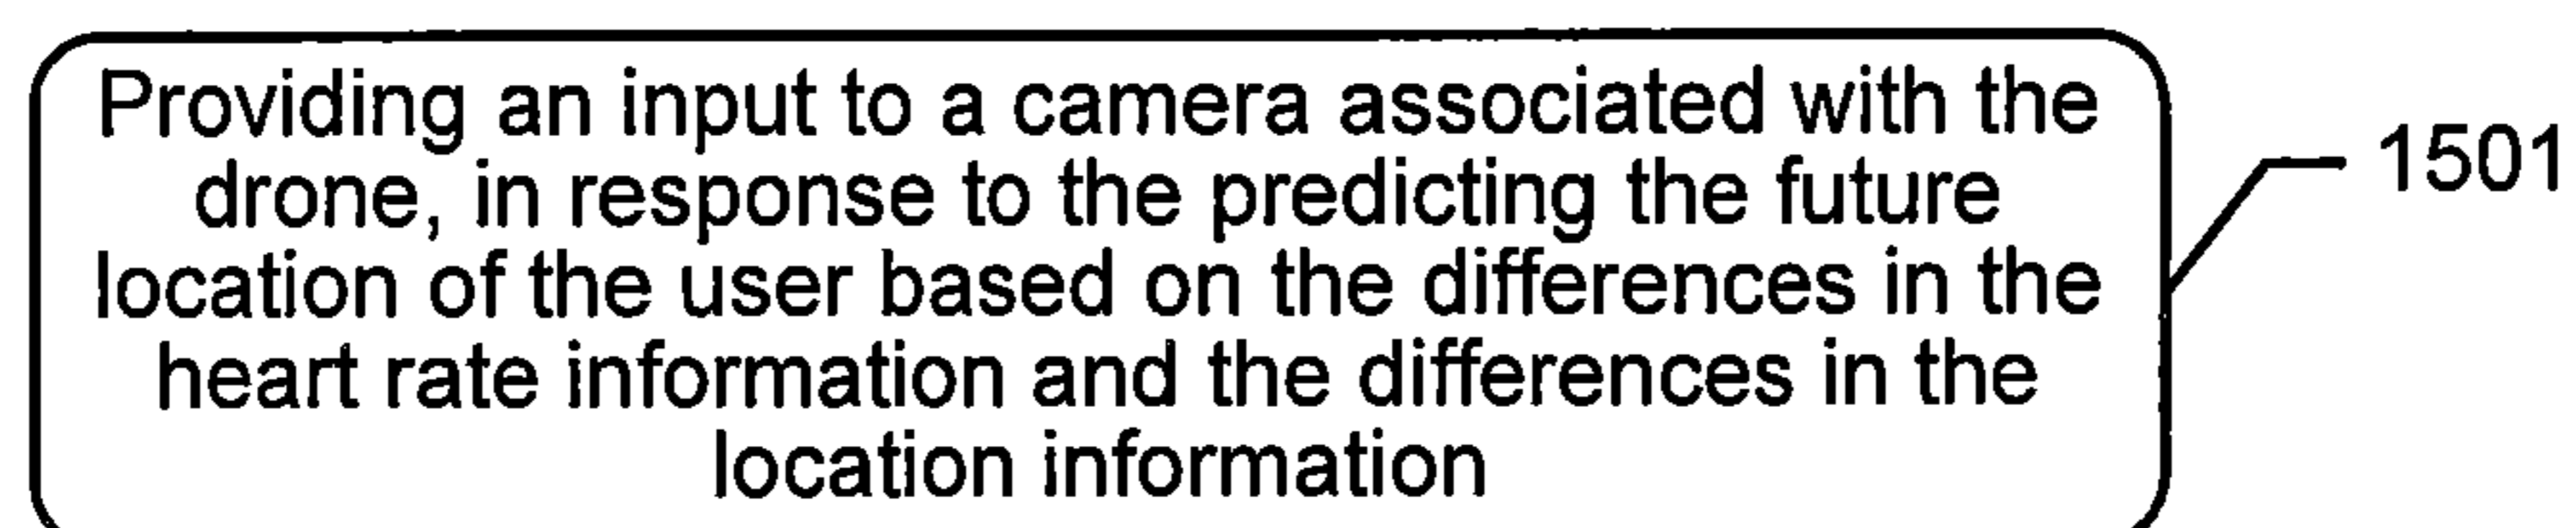 Providing an input to a camera associated with the
drone, in response to the predicting the future
location of the user based on the differences in the
heart rate information and the differences in the
location information
1501